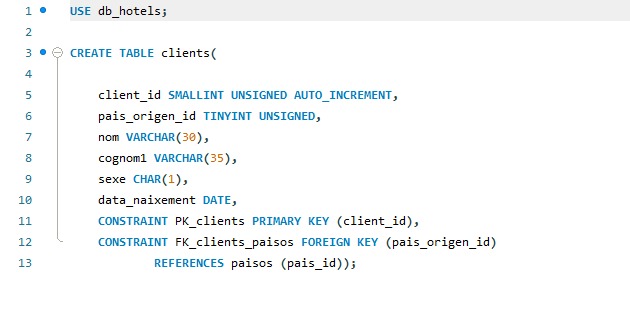 1 USE db_hotels;
2
3 CREATE TABLE clients(
4
5 client_id SMALLINT UNSIGNED AUTO_INCREMENT,
6 pais_origen_id TINYINT UNSIGNED,
7 nom VARCHAR(30),
8 cognom1 VARCHAR(35),
9 sexe CHAR(1),
10 data_naixement DATE,
11 CONSTRAINT PK_clients PRIMARY KEY (client_id),
12 CONSTRAINT FK_clients_paisos FOREIGN KEY (pais_origen_id)
13 REFERENCES paisos (pais_id));